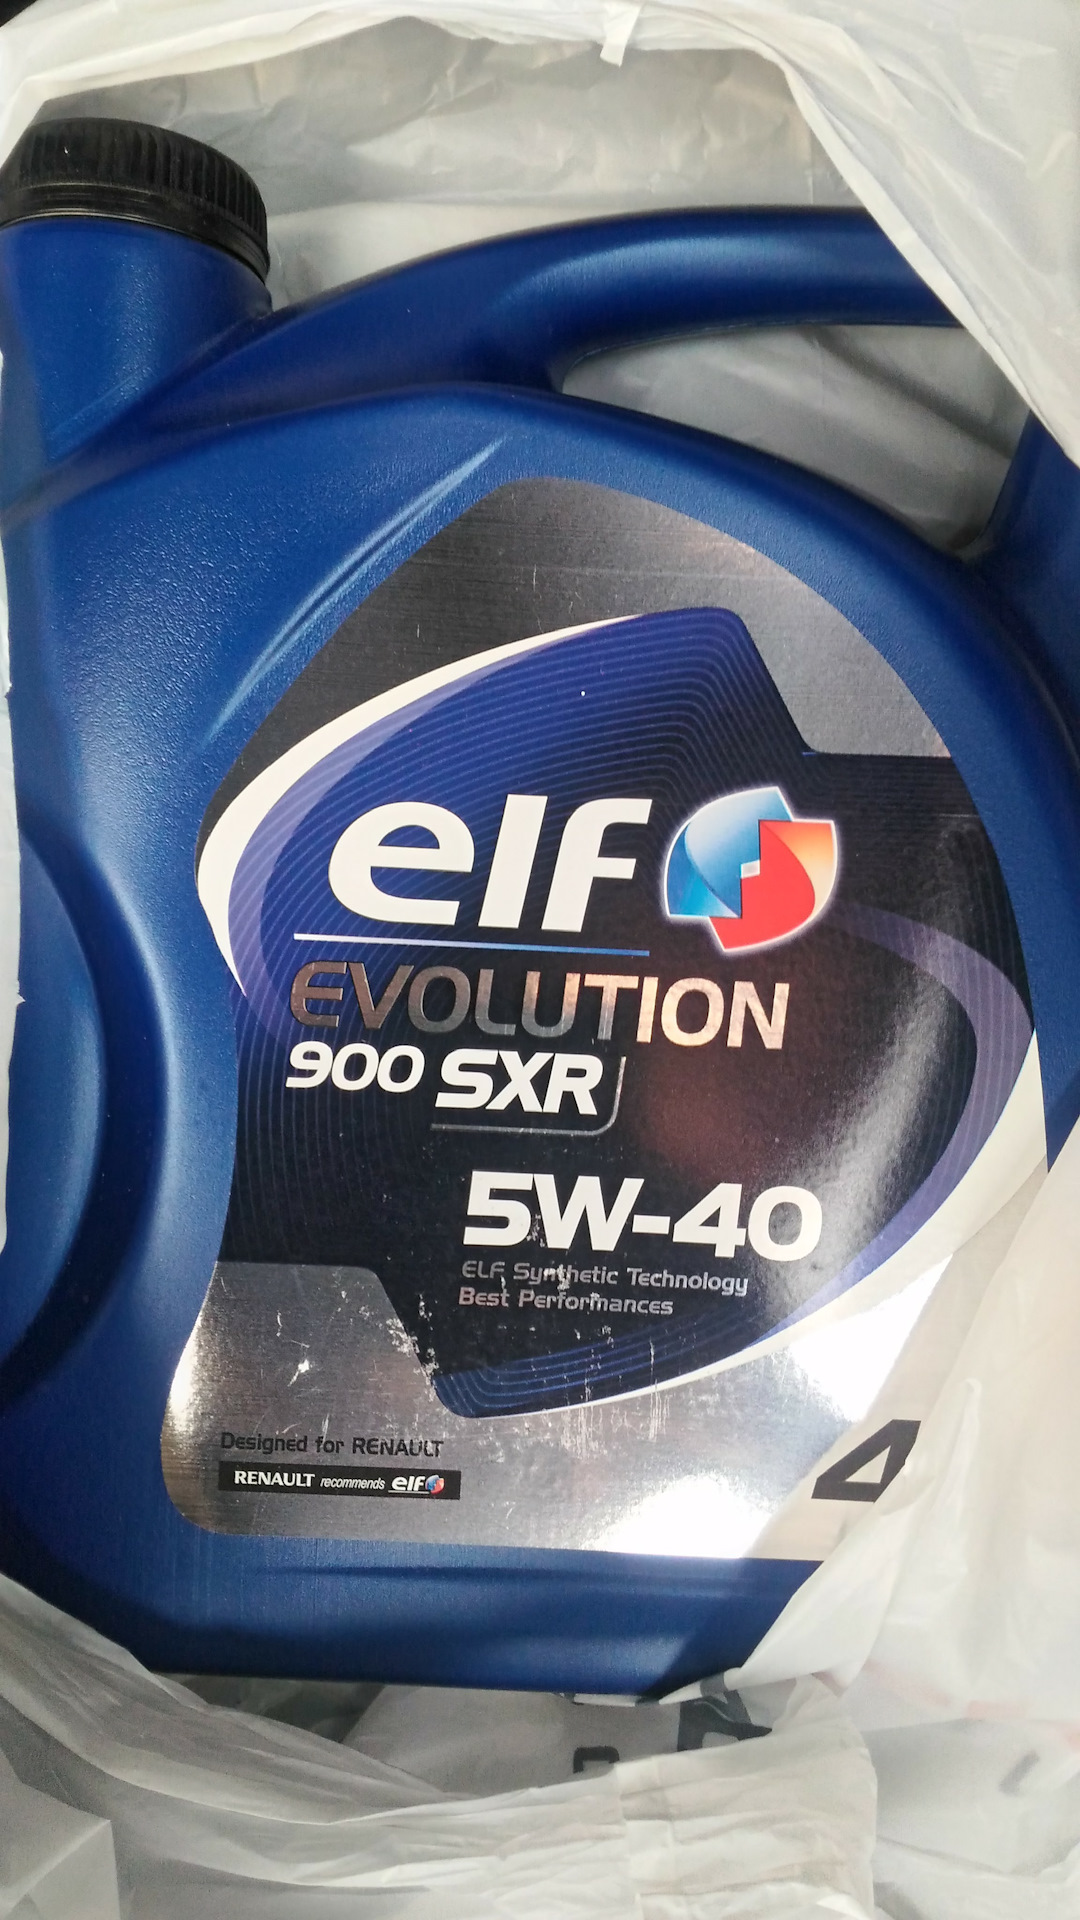 elf
EVOLUTION
900 SXR
5W-40
ELF Synthetic Technology
Best Performances
Designed for RENAULT
RENAULT recommends elf
4